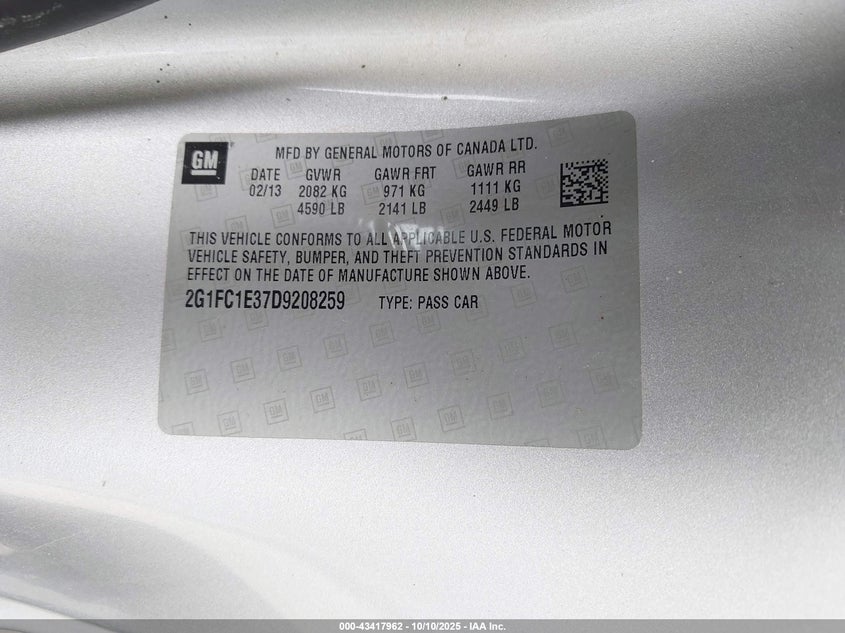 GM
MFD BY GENERAL MOTORS OF CANADA LTD.
DATE GVWR GAWR FRT GAWR RR
02/13 2082 KG 971 KG 1111 KG
4590 LB 2141 LB 2449 LB
THIS VEHICLE CONFORMS TO ALL APPLICABLE U.S. FEDERAL MOTOR
VEHICLE SAFETY, BUMPER, AND THEFT PREVENTION STANDARDS IN
EFFECT ON THE DATE OF MANUFACTURE SHOWN ABOVE.
2G1FC1E37D9208259 TYPE: PASS CAR
000-43417962 - 10/10/2025 - IAA Inc.